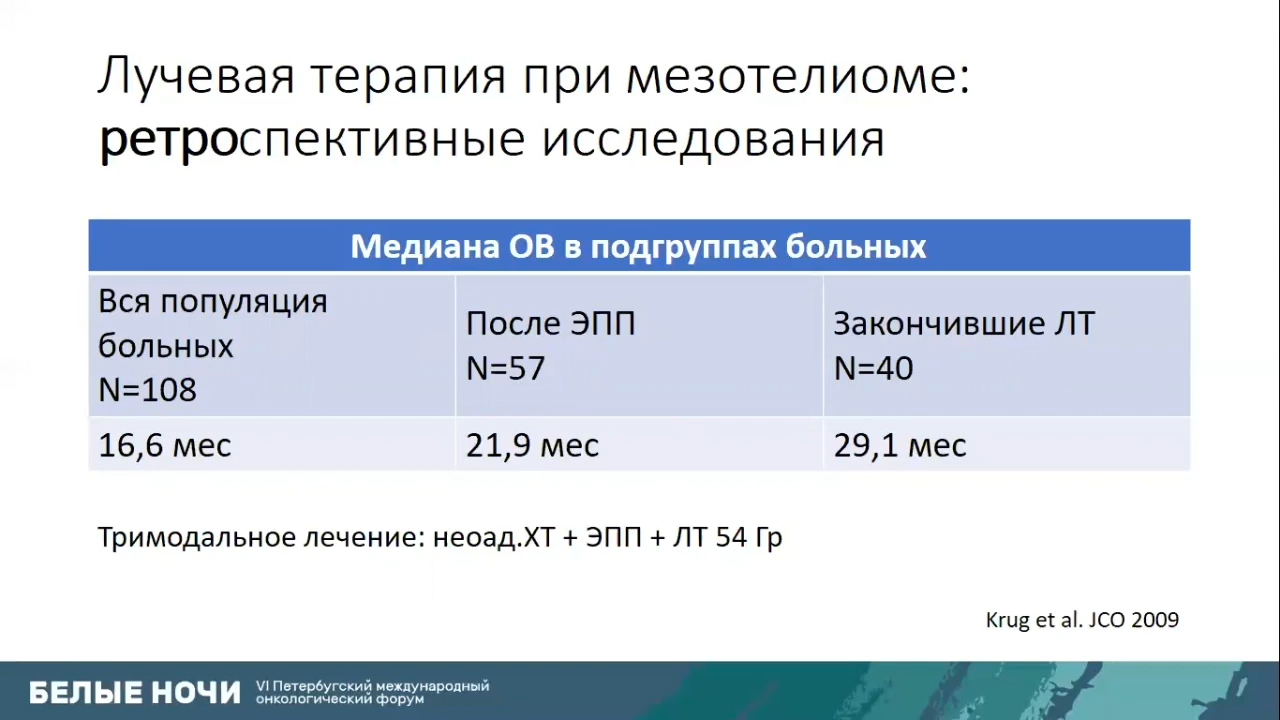 Лучевая терапия при мезотелиоме:
ретроспективные исследования
Медиана ОВ в подгруппах больных
Вся популяция
больных
N=108
После ЭПП
N=57
Закончившие ЛТ
N=40
16,6 мес
21,9 мес
29,1 мес
Тримодальное лечение: неоад.ХТ + ЭПП + ЛТ 54 Гр
Krug et al. JCO 2009
БЕЛЫЕ НОЧИ
VI Петербургский международный
онкологический форум